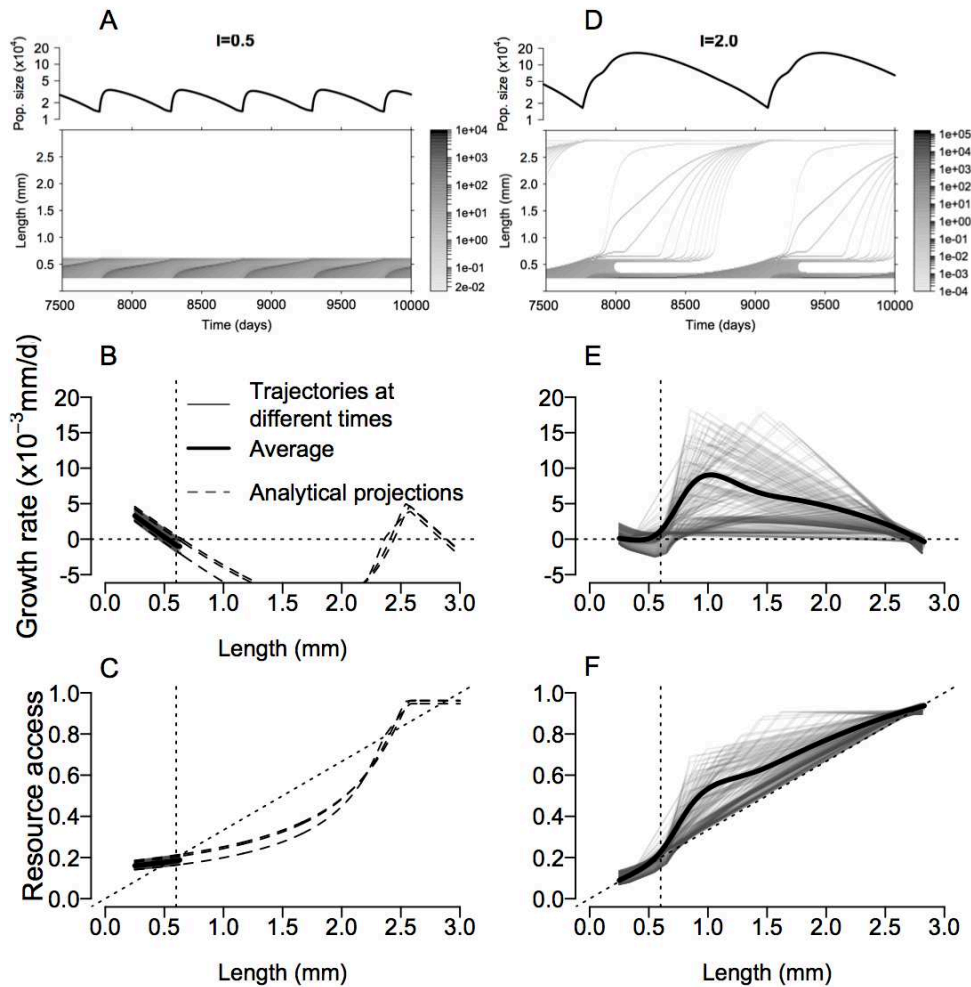 A
I=0.5
Pop. size (x10⁴)
20
10
5
2
1
Length (mm)
2.5
2.0
1.5
1.0
0.5
7500 8000 8500 9000 9500 10000
Time (days)
1e+04
1e+03
1e+02
1e+01
1e+00
1e-01
2e-02
D
I=2.0
Pop. size (x10⁴)
20
10
5
2
1
Length (mm)
2.5
2.0
1.5
1.0
0.5
7500 8000 8500 9000 9500 10000
Time (days)
1e+05
1e+04
1e+03
1e+02
1e+01
1e+00
1e-01
1e-02
1e-03
1e-04
B
Growth rate (x10⁻³mm/d)
20
15
10
5
0
-5
Trajectories at
different times
Average
Analytical projections
0.0 0.5 1.0 1.5 2.0 2.5 3.0
Length (mm)
E
20
15
10
5
0
-5
0.0 0.5 1.0 1.5 2.0 2.5 3.0
C
Resource access
1.0
0.8
0.6
0.4
0.2
0.0
0.0 0.5 1.0 1.5 2.0 2.5 3.0
Length (mm)
F
1.0
0.8
0.6
0.4
0.2
0.0
0.0 0.5 1.0 1.5 2.0 2.5 3.0
Length (mm)